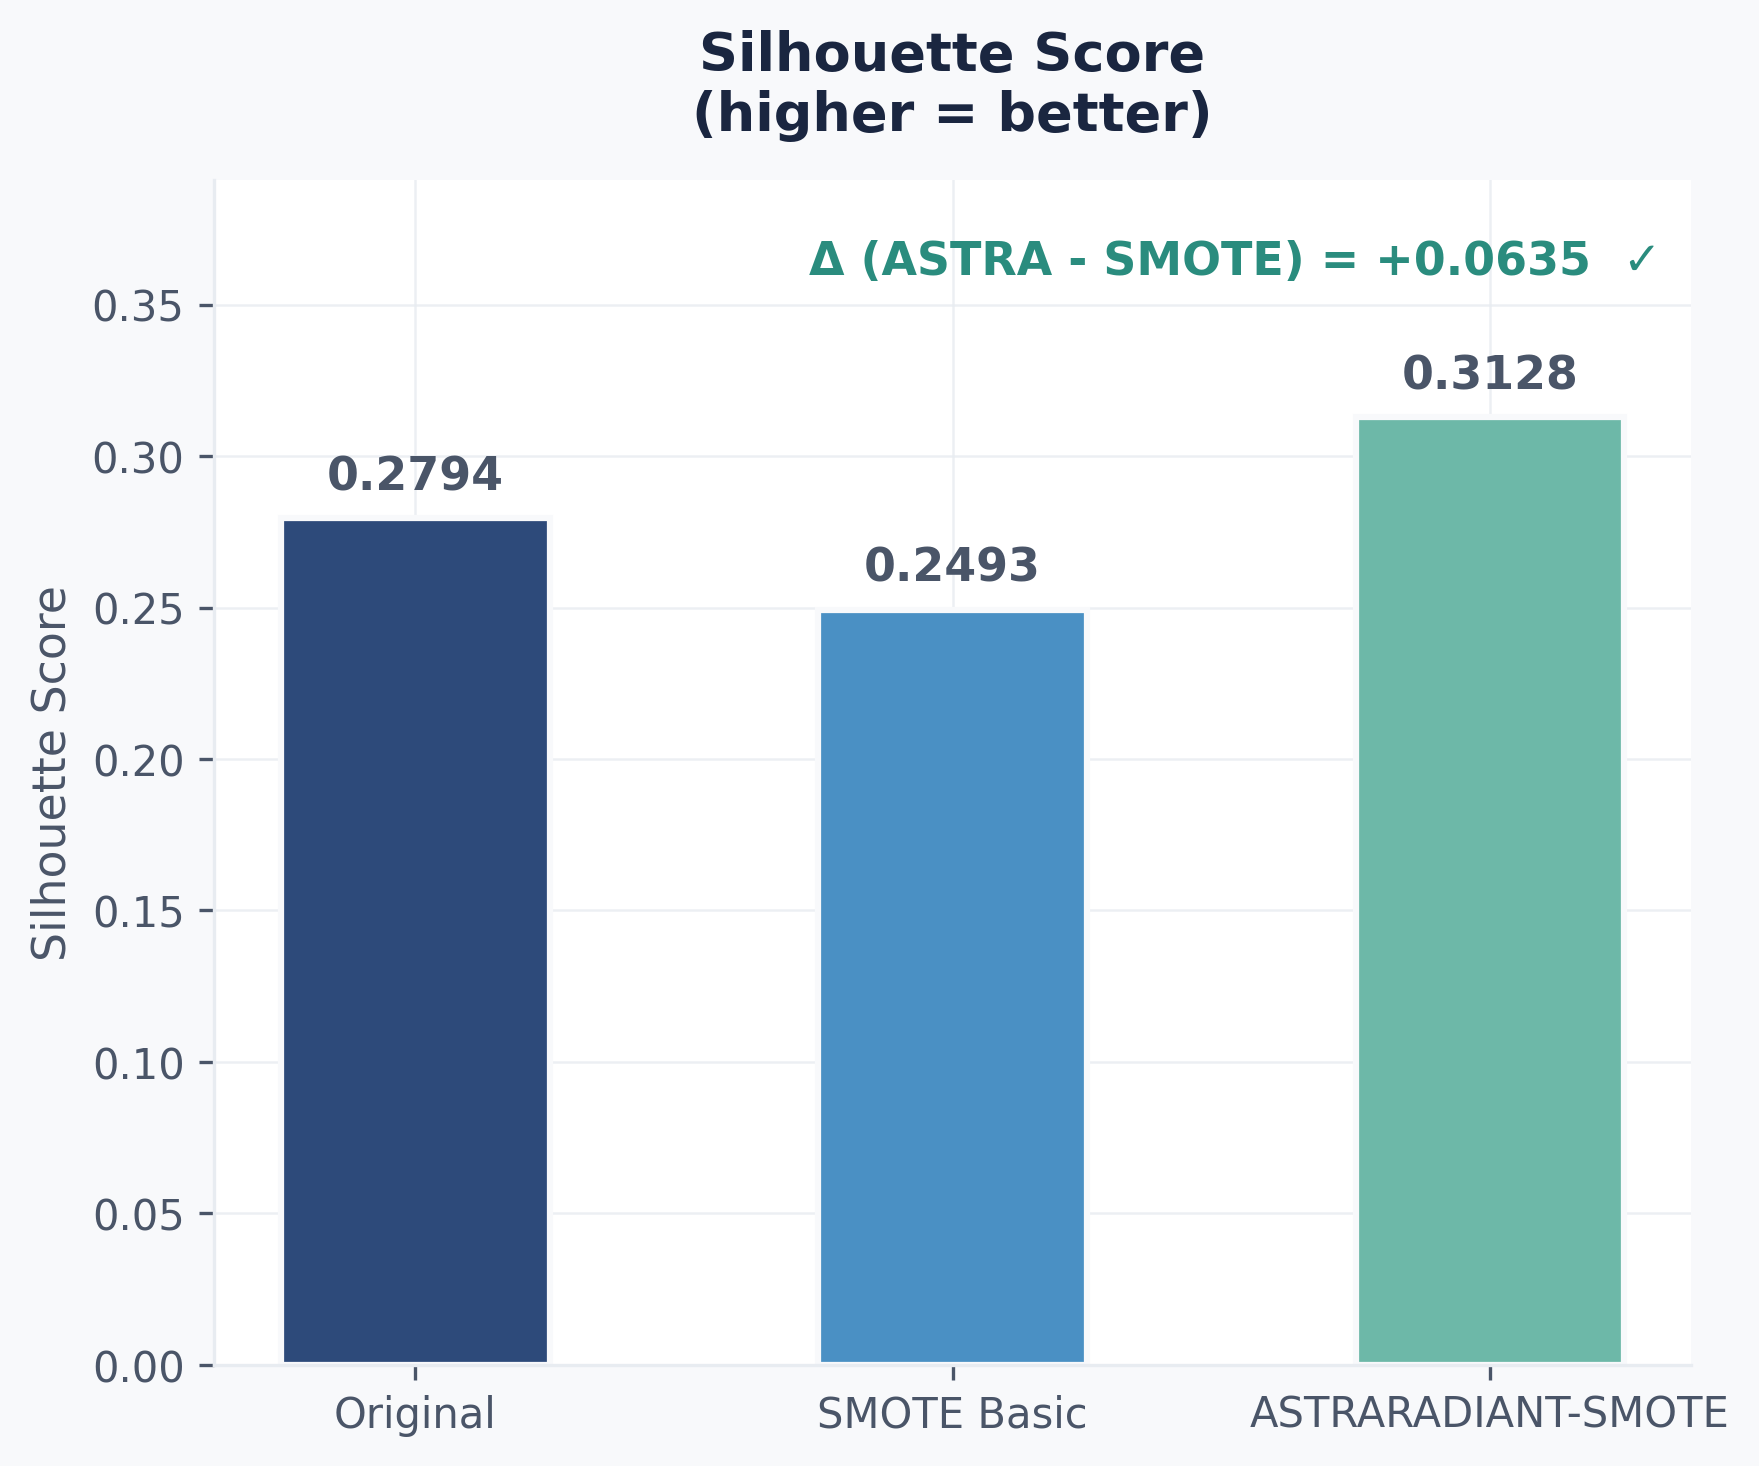 Silhouette Score
(higher = better)
Δ (ASTRA - SMOTE) = +0.0635 ✓
0.35
0.3128
0.30
0.2794
0.2493
0.25
Silhouette Score
0.20
0.15
0.10
0.05
0.00
Original
SMOTE Basic
ASTRARADIANT-SMOTE